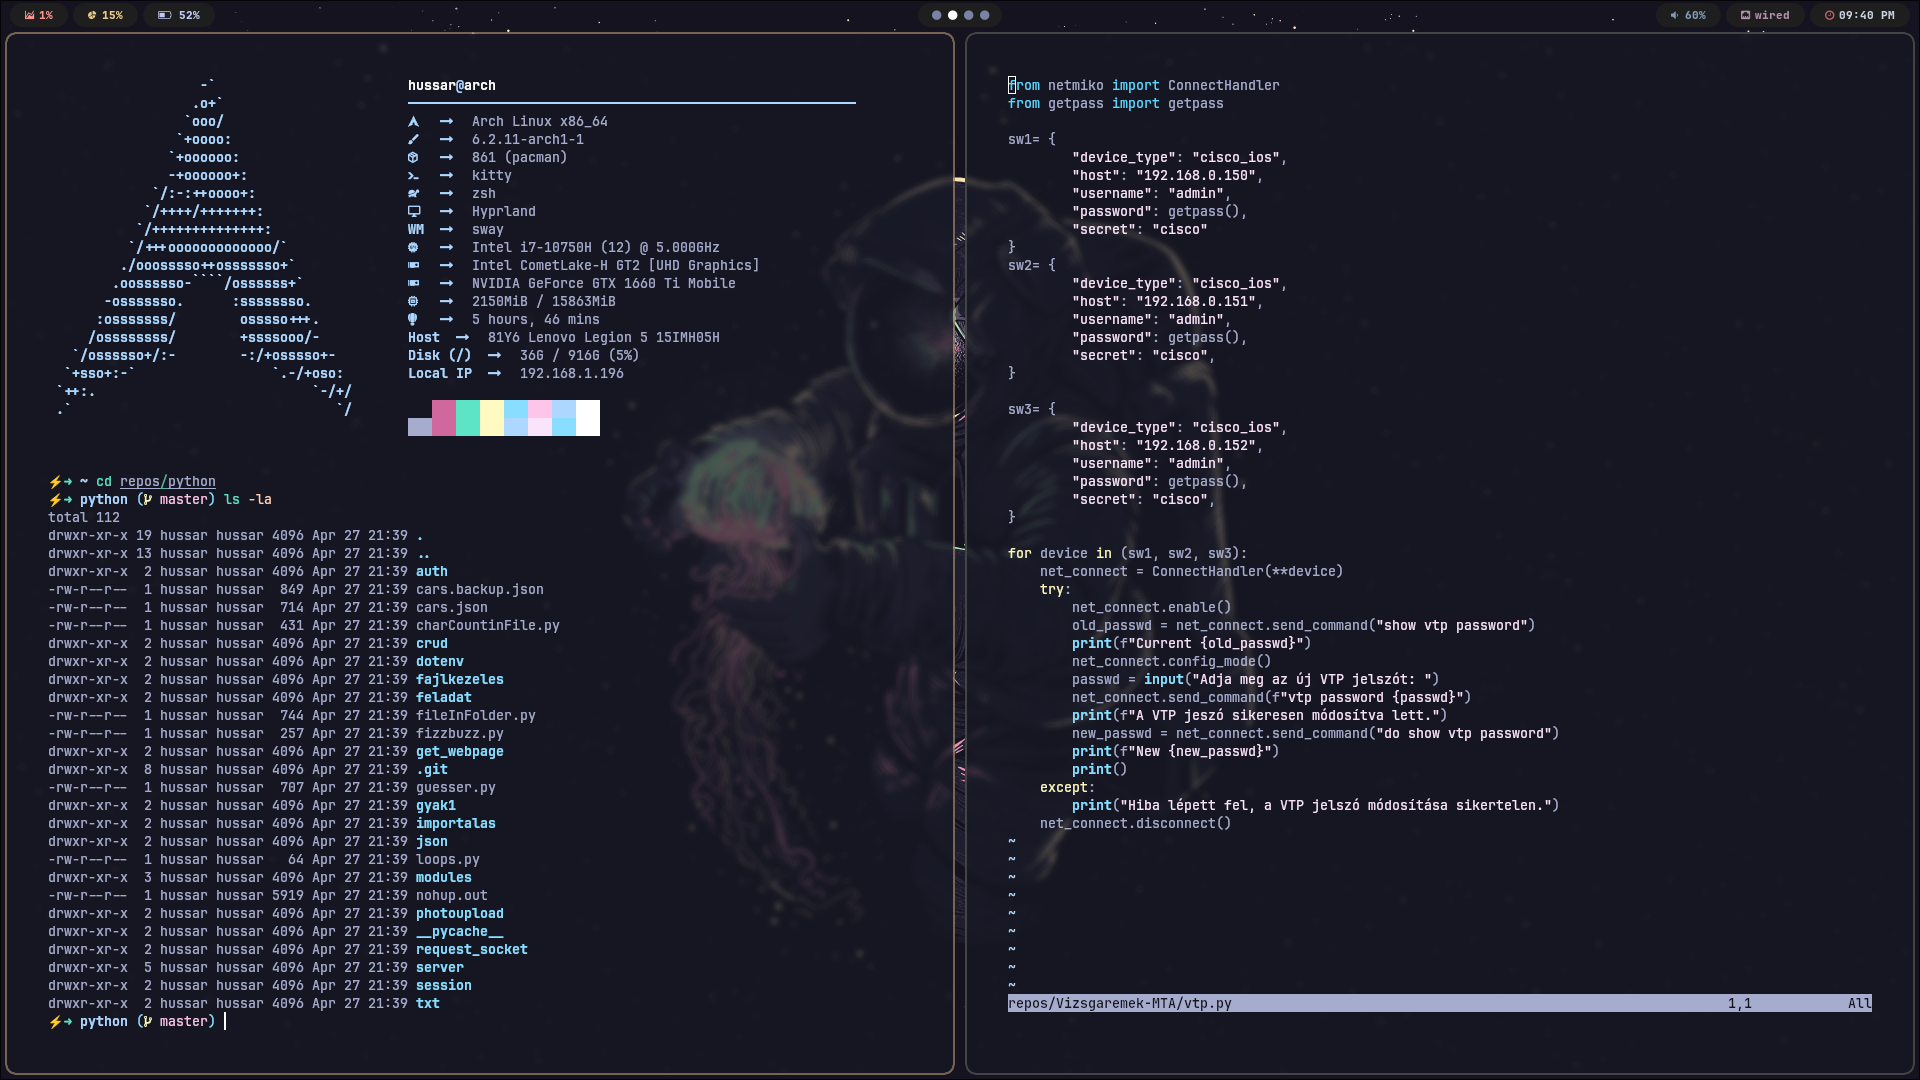 1% 15% 52% 60% wired 09:40 PM
-`
.o+`
`ooo/
`+oooo:
`+oooooo:
-+oooooo+:
`/:-:++oooo+:
`/++++/+++++++:
`/++++++++++++++:
`/+++ooooooooooooo/`
./ooosssso++osssssso+`
.oossssso-````/ossssss+`
-osssssso.      :ssssssso.
:osssssss/        osssso+++.
/ossssssss/        +ssssooo/-
`/ossssso+/:-        -:/+osssso+-
`+sso+:-`                 `.-/+oso:
`++:.                           `-/+/
.`                                 `/
hussar@arch
Arch Linux x86_64
6.2.11-arch1-1
861 (pacman)
kitty
zsh
Hyprland
WM → sway
Intel i7-10750H (12) @ 5.000GHz
Intel CometLake-H GT2 [UHD Graphics]
NVIDIA GeForce GTX 1660 Ti Mobile
2150MiB / 15863MiB
5 hours, 46 mins
Host → 81Y6 Lenovo Legion 5 15IMH05H
Disk (/) → 36G / 916G (5%)
Local IP → 192.168.1.196
⚡➜ ~ cd repos/python
⚡➜ python (master) ls -la
total 112
drwxr-xr-x 19 hussar hussar 4096 Apr 27 21:39 .
drwxr-xr-x 13 hussar hussar 4096 Apr 27 21:39 ..
drwxr-xr-x  2 hussar hussar 4096 Apr 27 21:39 auth
-rw-r--r--  1 hussar hussar  849 Apr 27 21:39 cars.backup.json
-rw-r--r--  1 hussar hussar  714 Apr 27 21:39 cars.json
-rw-r--r--  1 hussar hussar  431 Apr 27 21:39 charCountinFile.py
drwxr-xr-x  2 hussar hussar 4096 Apr 27 21:39 crud
drwxr-xr-x  2 hussar hussar 4096 Apr 27 21:39 dotenv
drwxr-xr-x  2 hussar hussar 4096 Apr 27 21:39 fajlkezeles
drwxr-xr-x  2 hussar hussar 4096 Apr 27 21:39 feladat
-rw-r--r--  1 hussar hussar  744 Apr 27 21:39 fileInFolder.py
-rw-r--r--  1 hussar hussar  257 Apr 27 21:39 fizzbuzz.py
drwxr-xr-x  2 hussar hussar 4096 Apr 27 21:39 get_webpage
drwxr-xr-x  8 hussar hussar 4096 Apr 27 21:39 .git
-rw-r--r--  1 hussar hussar  707 Apr 27 21:39 guesser.py
drwxr-xr-x  2 hussar hussar 4096 Apr 27 21:39 gyak1
drwxr-xr-x  2 hussar hussar 4096 Apr 27 21:39 importalas
drwxr-xr-x  2 hussar hussar 4096 Apr 27 21:39 json
-rw-r--r--  1 hussar hussar   64 Apr 27 21:39 loops.py
drwxr-xr-x  3 hussar hussar 4096 Apr 27 21:39 modules
-rw-r--r--  1 hussar hussar 5919 Apr 27 21:39 nohup.out
drwxr-xr-x  2 hussar hussar 4096 Apr 27 21:39 photoupload
drwxr-xr-x  2 hussar hussar 4096 Apr 27 21:39 __pycache__
drwxr-xr-x  2 hussar hussar 4096 Apr 27 21:39 request_socket
drwxr-xr-x  5 hussar hussar 4096 Apr 27 21:39 server
drwxr-xr-x  2 hussar hussar 4096 Apr 27 21:39 session
drwxr-xr-x  2 hussar hussar 4096 Apr 27 21:39 txt
⚡➜ python (master)
from netmiko import ConnectHandler
from getpass import getpass
sw1= {
        "device_type": "cisco_ios",
        "host": "192.168.0.150",
        "username": "admin",
        "password": getpass(),
        "secret": "cisco"
}
sw2= {
        "device_type": "cisco_ios",
        "host": "192.168.0.151",
        "username": "admin",
        "password": getpass(),
        "secret": "cisco",
}
sw3= {
        "device_type": "cisco_ios",
        "host": "192.168.0.152",
        "username": "admin",
        "password": getpass(),
        "secret": "cisco",
}
for device in (sw1, sw2, sw3):
    net_connect = ConnectHandler(**device)
    try:
        net_connect.enable()
        old_passwd = net_connect.send_command("show vtp password")
        print(f"Current {old_passwd}")
        net_connect.config_mode()
        passwd = input("Adja meg az új VTP jelszót: ")
        net_connect.send_command(f"vtp password {passwd}")
        print(f"A VTP jeszó sikeresen módosítva lett.")
        new_passwd = net_connect.send_command("do show vtp password")
        print(f"New {new_passwd}")
        print()
    except:
        print("Hiba lépett fel, a VTP jelszó módosítása sikertelen.")
    net_connect.disconnect()
~
~
~
~
~
~
~
~
~
repos/Vizsgaremek-MTA/vtp.py 1,1 All